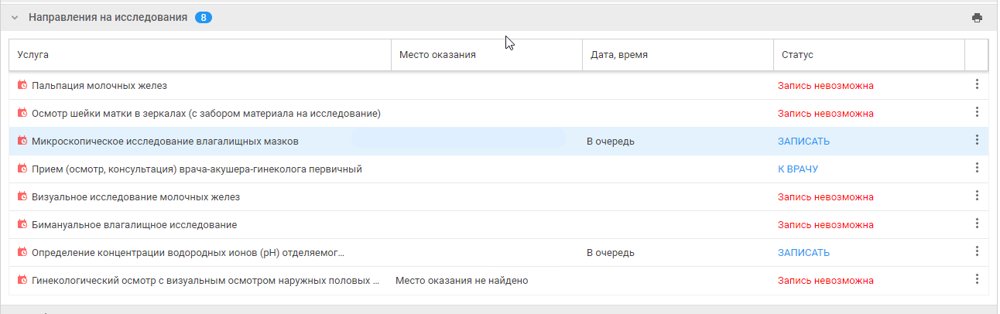 Направления на исследования 8
Услуга Место оказания Дата, время Статус
Пальпация молочных желез Запись невозможна
Осмотр шейки матки в зеркалах (с забором материала на исследование) Запись невозможна
Микроскопическое исследование влагалищных мазков В очередь ЗАПИСАТЬ
Прием (осмотр, консультация) врача-акушера-гинеколога первичный К ВРАЧУ
Визуальное исследование молочных желез Запись невозможна
Бимануальное влагалищное исследование Запись невозможна
Определение концентрации водородных ионов (pH) отделяемог... В очередь ЗАПИСАТЬ
Гинекологический осмотр с визуальным осмотром наружных половых ... Место оказания не найдено Запись невозможна